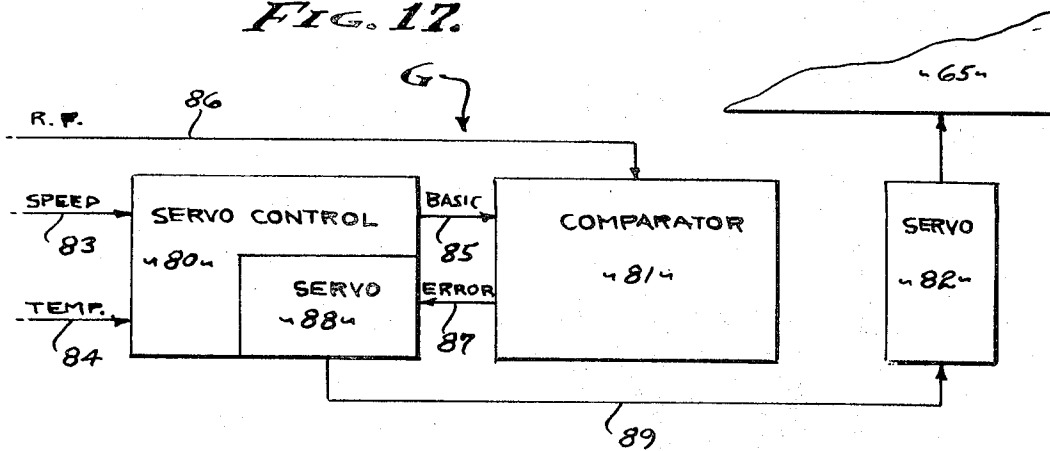 FIG. 17.
G
-65-
86
R. P.
SPEED
83
TEMP.
84
SERVO CONTROL
-80-
SERVO
-88-
BASIC
85
ERROR
87
COMPARATOR
-81-
SERVO
-82-
89